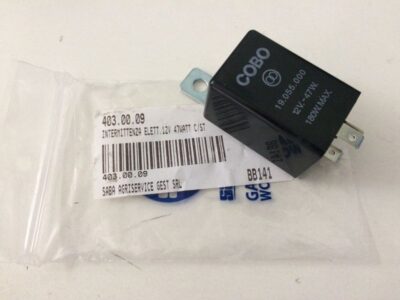 COBO
19.055.000
12V.-47W.
180W.MAX.
403.00.09
INTERMITTENZA ELETT.12V 47WATT C/ST.
403.00.09
BB141
SABA AGRISERVICE GEST SRL